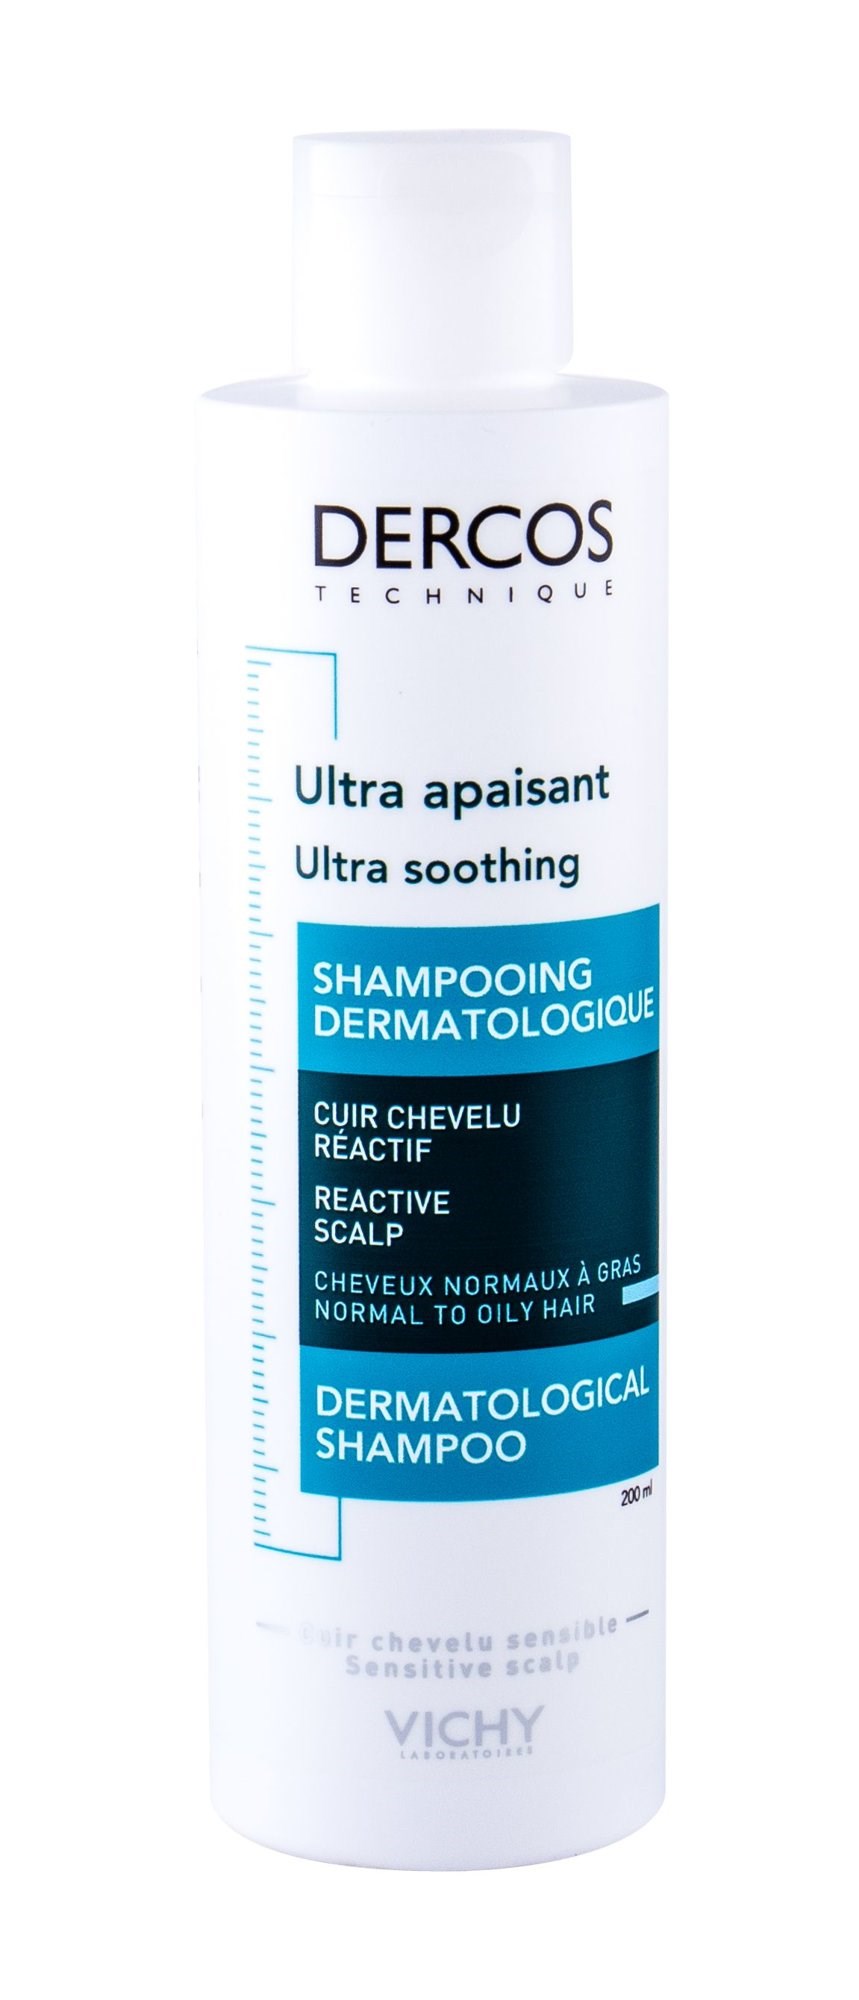 DERCOS
TECHNIQUE
Ultra apaisant
Ultra soothing
SHAMPOOING
DERMATOLOGIQUE
CUIR CHEVELU
RÉACTIF
REACTIVE
SCALP
CHEVEUX NORMAUX À GRAS
NORMAL TO OILY HAIR
DERMATOLOGICAL
SHAMPOO
200 ml
Cuir chevelu sensible
Sensitive scalp
VICHY
LABORATOIRES